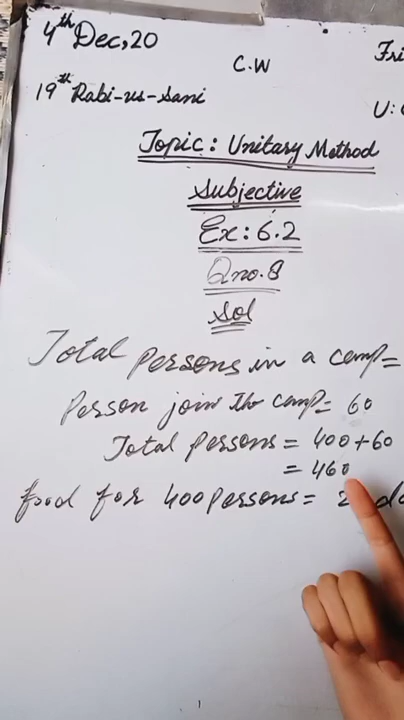 4th Dec, 20
C.W
Fri
19th Rabi-us-Sani
U:
Topic: Unitary Method
Subjective
Ex: 6.2
Q no. 8
Sol
Total Persons in a camp =
Person join the camp = 60
Total persons = 400 + 60
= 460
food for 400 Persons =